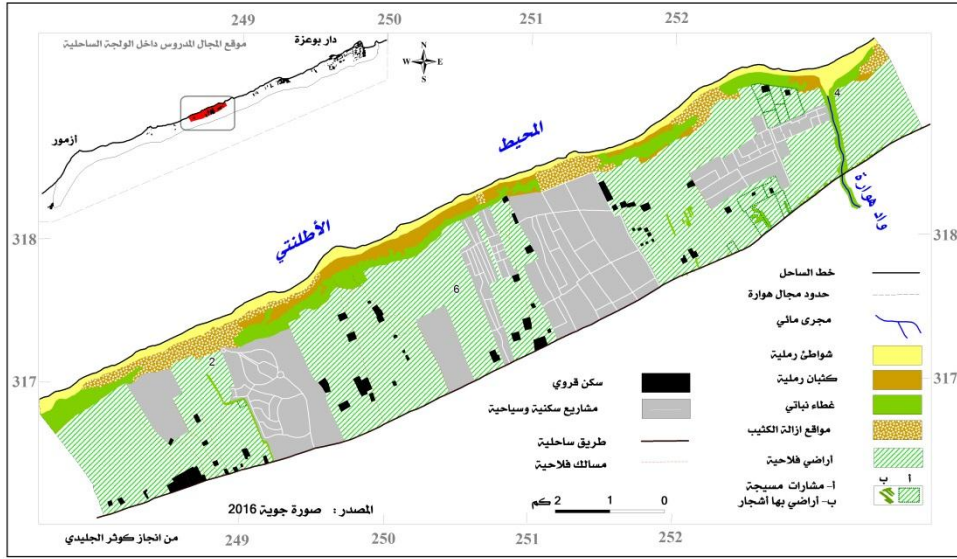 249
250
251
252
موقع المجال المدروس داخل الولجة الساحلية
دار بوعزة
أزمور
N
W E
S
المحيط
الأطلنتي
واد هوارة
4
6
2
318
318
317
317
خط الساحل
حدود مجال هوارة
مجرى مائي
شواطئ رملية
كثبان رملية
غطاء نباتي
مواقع ازالة الكثيب
أراضي فلاحية
أ- مشارات مسيجة
ب- أراضي بها أشجار
أ
ب
سكن قروي
مشاريع سكنية وسياحية
طريق ساحلية
مسالك فلاحية
0 1 2 كم
المصدر : صورة جوية 2016
من انجاز كوثر الجليدي
249
250
251
252